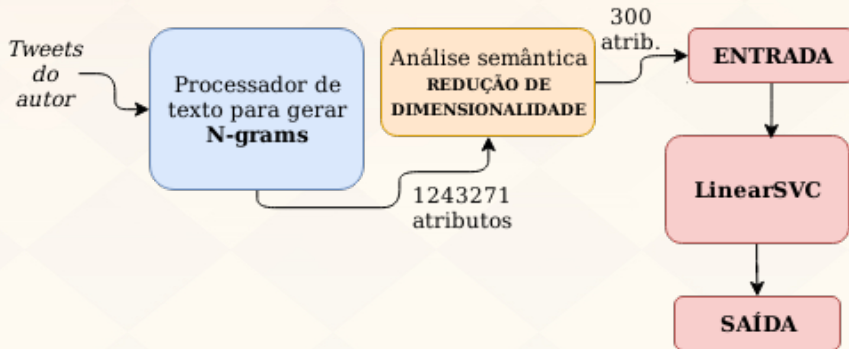 Tweets
do
autor
Processador de
texto para gerar
N-grams
1243271
atributos
Análise semântica
REDUÇÃO DE
DIMENSIONALIDADE
300
atrib.
ENTRADA
LinearSVC
SAÍDA